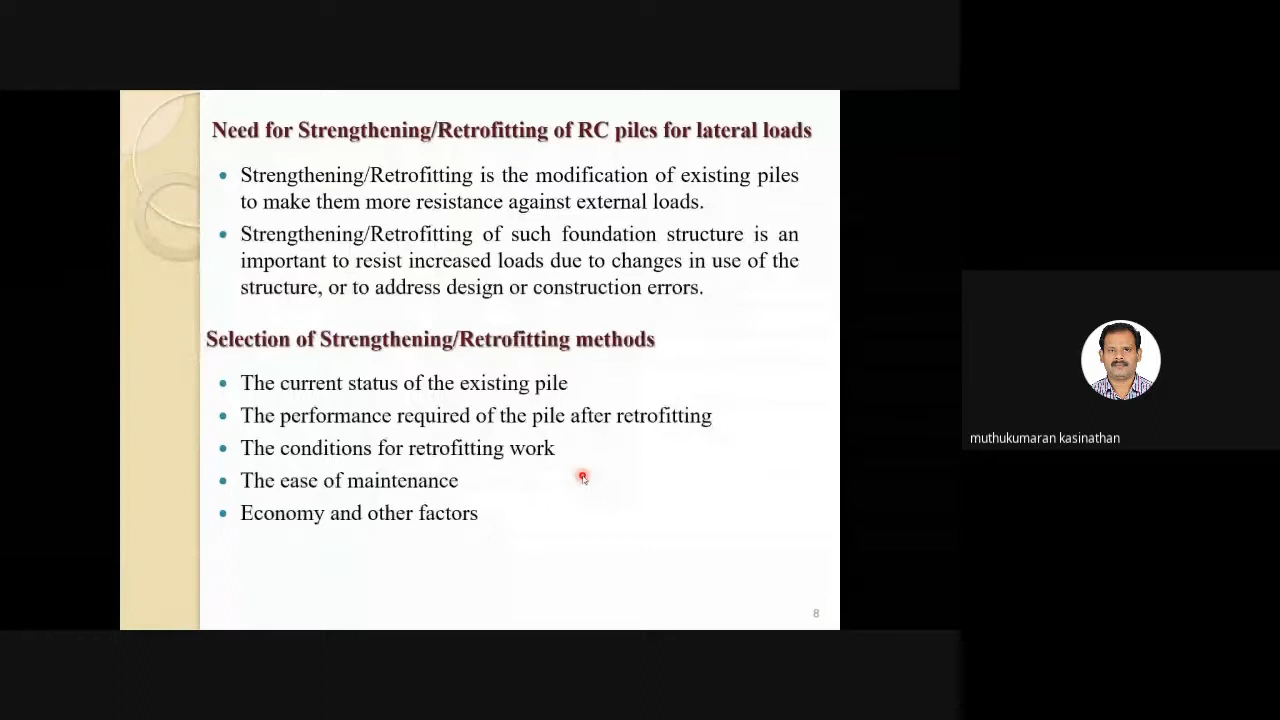 Need for Strengthening/Retrofitting of RC piles for lateral loads
Strengthening/Retrofitting is the modification of existing piles
to make them more resistance against external loads.
Strengthening/Retrofitting of such foundation structure is an
important to resist increased loads due to changes in use of the
structure, or to address design or construction errors.
Selection of Strengthening/Retrofitting methods
The current status of the existing pile
The performance required of the pile after retrofitting
The conditions for retrofitting work
The ease of maintenance
Economy and other factors
8
muthukumaran kasinathan